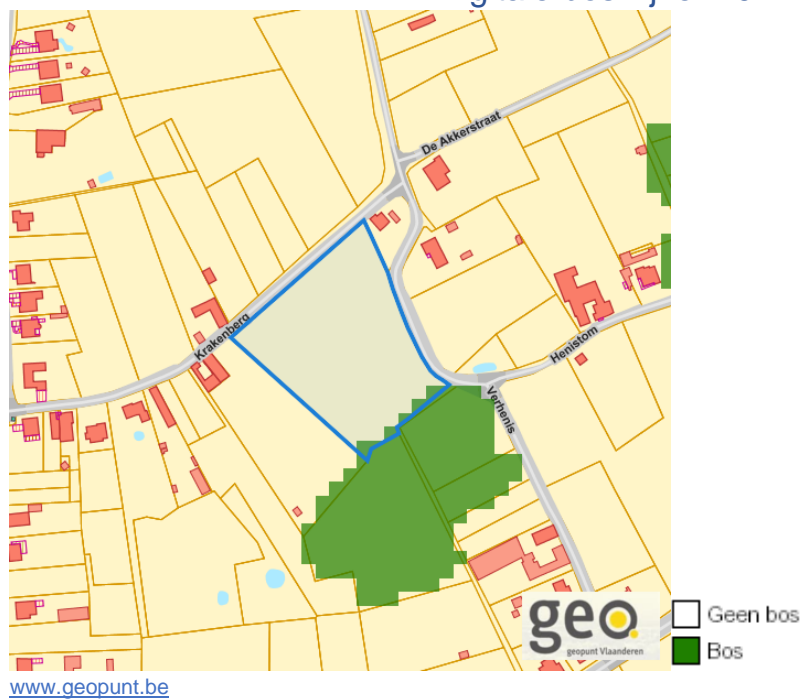 De Akkerstraat
Krakenberg
Henistom
Verhenis
geo.
geopunt Vlaanderen
Geen bos
Bos
www.geopunt.be